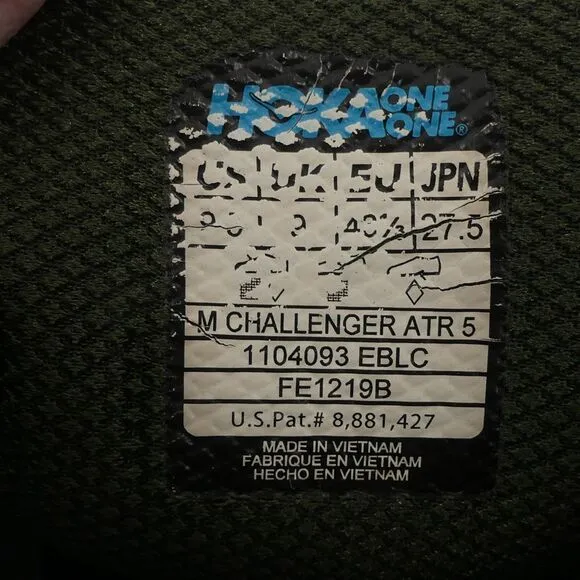 HOKA ONE ONE®
US UK EU JPN
9 27.5
M CHALLENGER ATR 5
1104093 EBLC
FE1219B
U.S.Pat.# 8,881,427
MADE IN VIETNAM
FABRIQUE EN VIETNAM
HECHO EN VIETNAM